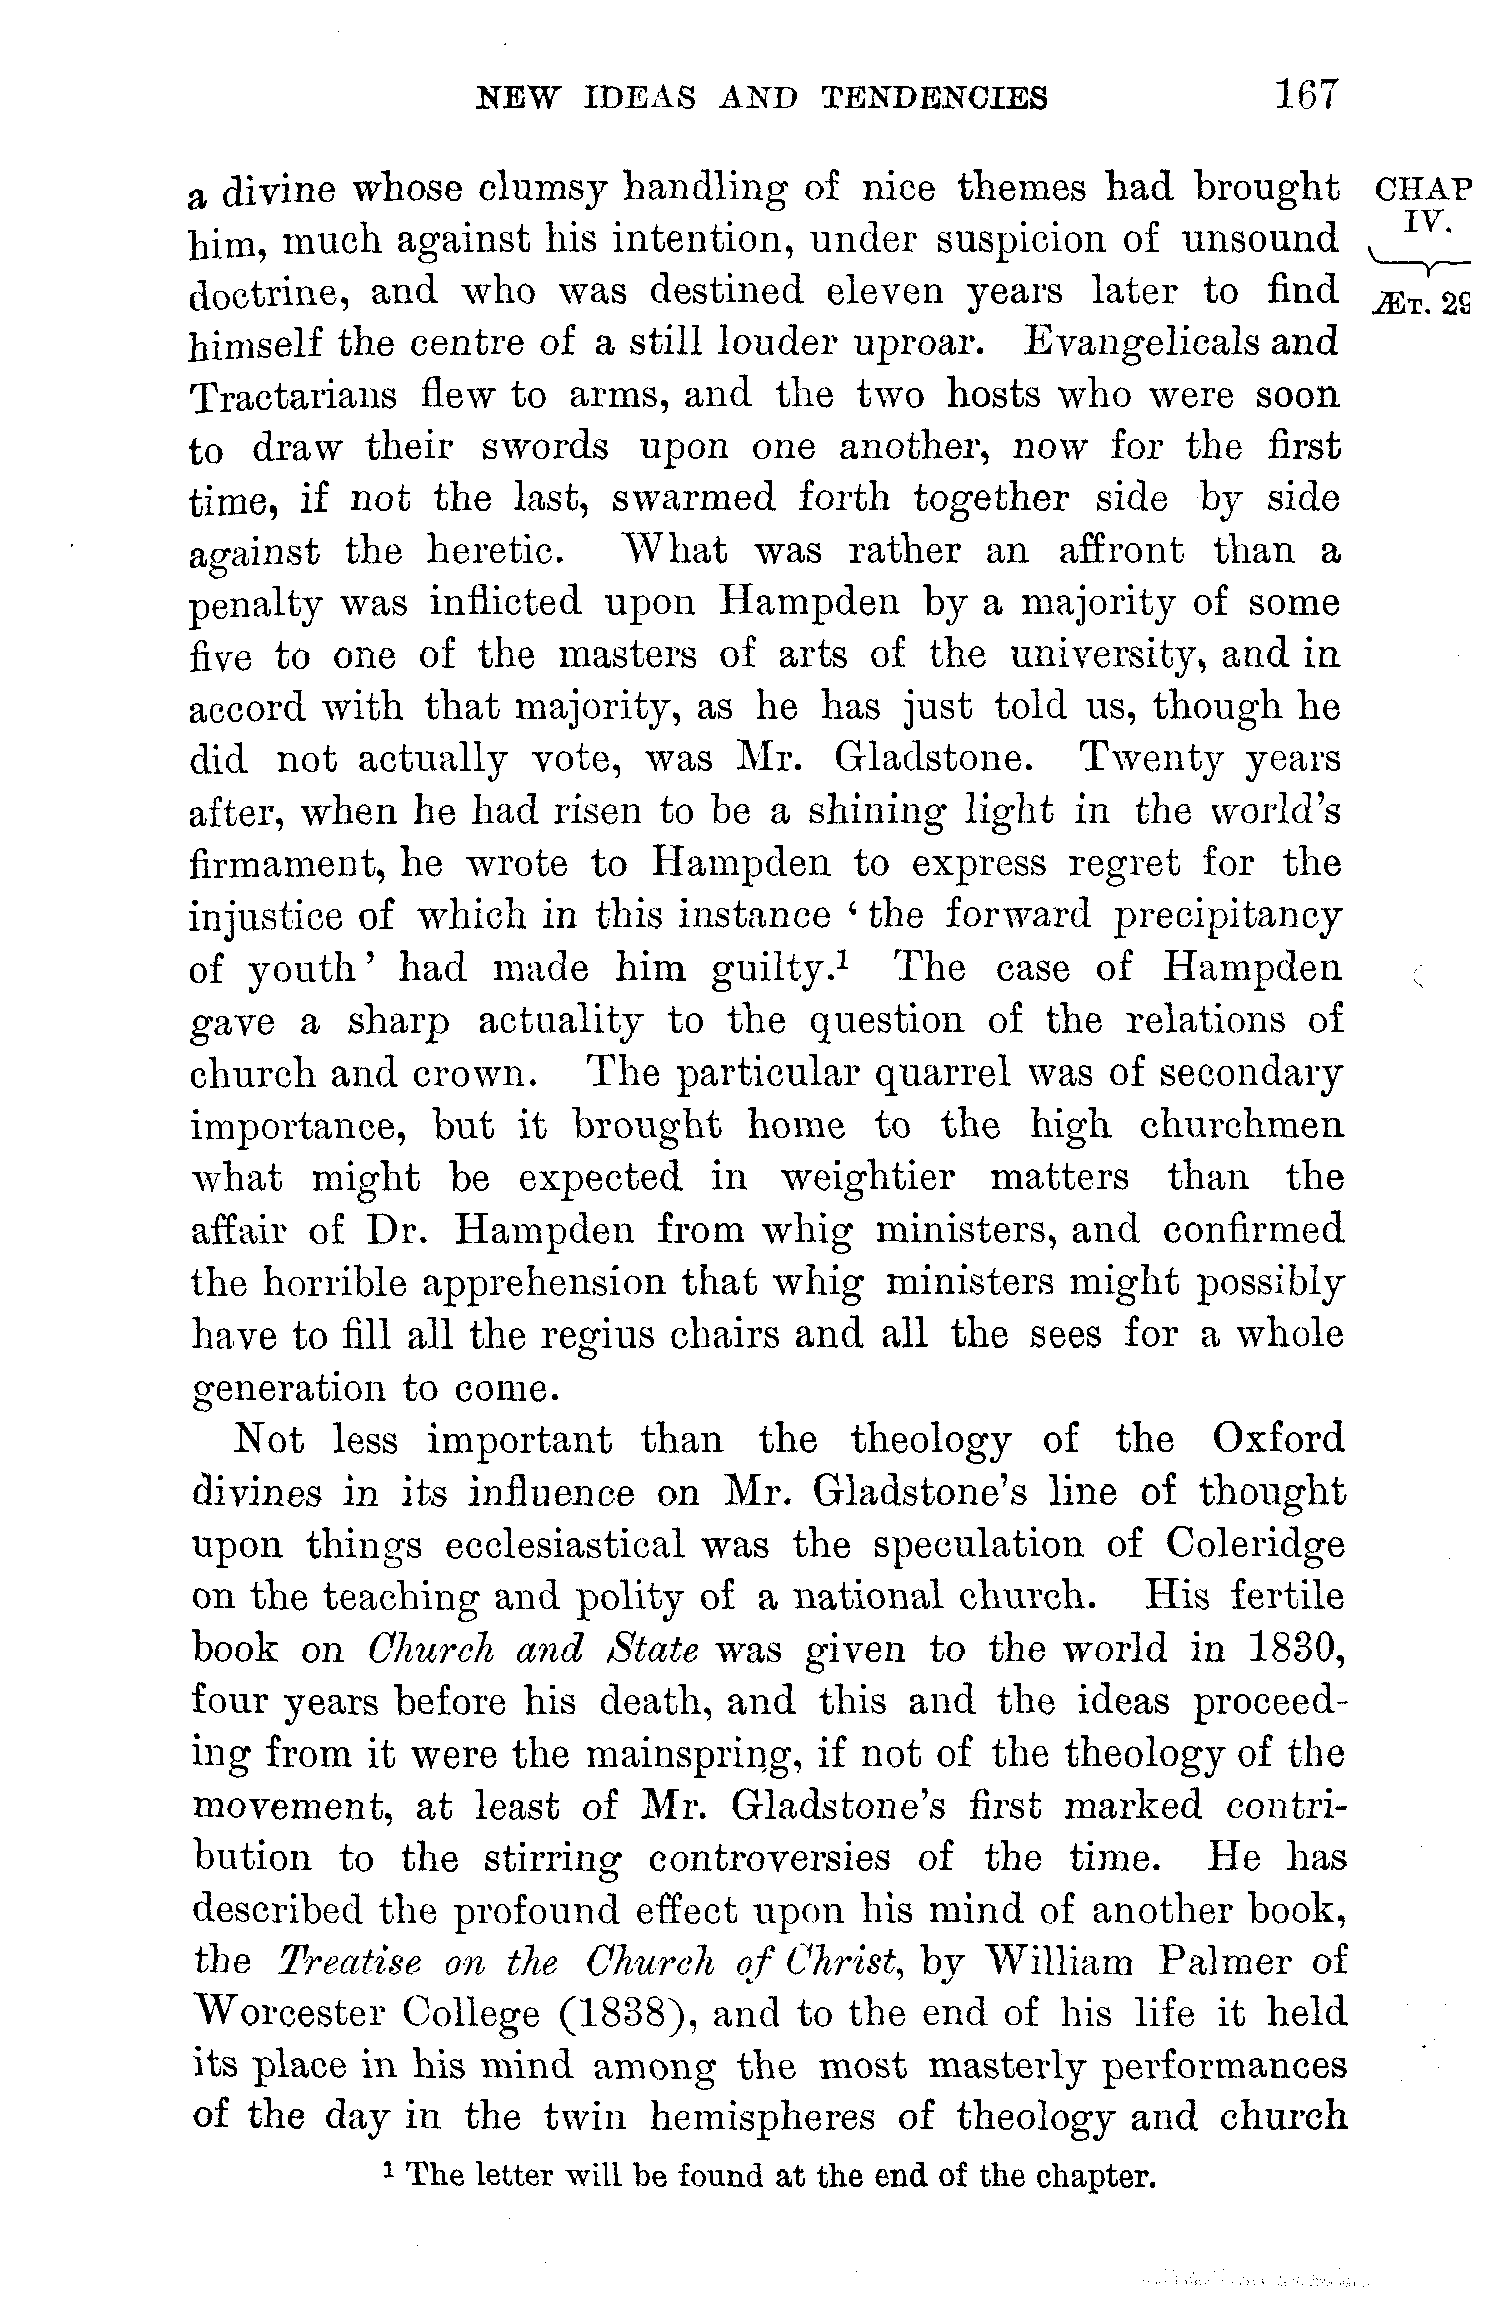 NEW IDEAS AND TENDENCIES 167
a divine whose clumsy handling of nice themes had brought
him, much against his intention, under suspicion of unsound
doctrine, and who was destined eleven years later to find
himself the centre of a still louder uproar. Evangelicals and
Tractarians flew to arms, and the two hosts who were soon
to draw their swords upon one another, now for the first
time, if not the last, swarmed forth together side by side
against the heretic. What was rather an affront than a
penalty was inflicted upon Hampden by a majority of some
five to one of the masters of arts of the university, and in
accord with that majority, as he has just told us, though he
did not actually vote, was Mr. Gladstone. Twenty years
after, when he had risen to be a shining light in the world's
firmament, he wrote to Hampden to express regret for the
injustice of which in this instance ‘the forward precipitancy
of youth’ had made him guilty.¹ The case of Hampden
gave a sharp actuality to the question of the relations of
church and crown. The particular quarrel was of secondary
importance, but it brought home to the high churchmen
what might be expected in weightier matters than the
affair of Dr. Hampden from whig ministers, and confirmed
the horrible apprehension that whig ministers might possibly
have to fill all the regius chairs and all the sees for a whole
generation to come.
Not less important than the theology of the Oxford
divines in its influence on Mr. Gladstone's line of thought
upon things ecclesiastical was the speculation of Coleridge
on the teaching and polity of a national church. His fertile
book on Church and State was given to the world in 1830,
four years before his death, and this and the ideas proceed-
ing from it were the mainspring, if not of the theology of the
movement, at least of Mr. Gladstone's first marked contri-
bution to the stirring controversies of the time. He has
described the profound effect upon his mind of another book,
the Treatise on the Church of Christ, by William Palmer of
Worcester College (1838), and to the end of his life it held
its place in his mind among the most masterly performances
of the day in the twin hemispheres of theology and church
¹ The letter will be found at the end of the chapter.
CHAP
IV.
ÆT. 29